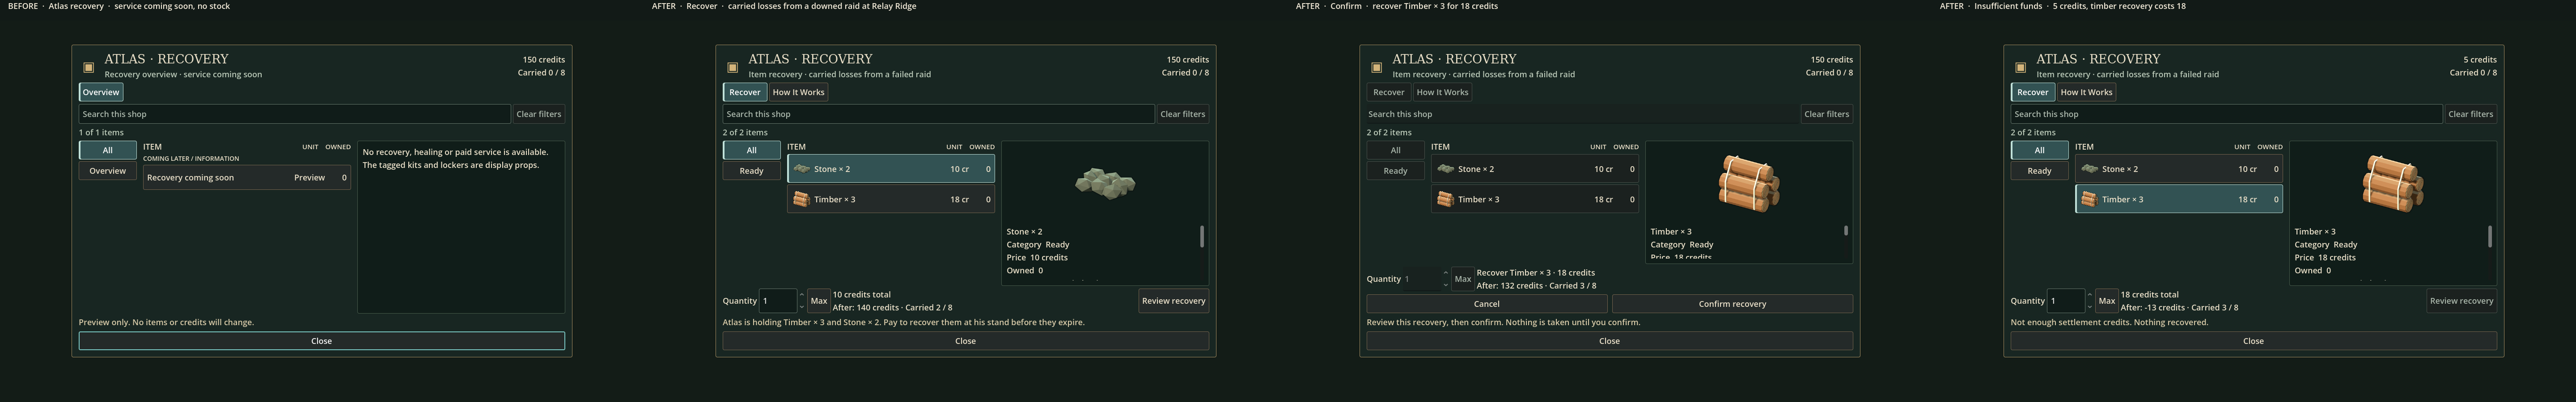 BEFORE · Atlas recovery · service coming soon, no stock
ATLAS · RECOVERY
150 credits
Recovery overview · service coming soon
Carried 0 / 8
Overview
Search this shop
Clear filters
1 of 1 items
All
ITEM
UNIT
OWNED
COMING LATER / INFORMATION
Overview
Recovery coming soon
Preview
0
No recovery, healing or paid service is available.
The tagged kits and lockers are display props.
Preview only. No items or credits will change.
Close
AFTER · Recover · carried losses from a downed raid at Relay Ridge
ATLAS · RECOVERY
150 credits
Item recovery · carried losses from a failed raid
Carried 0 / 8
Recover
How It Works
Search this shop
Clear filters
2 of 2 items
All
Ready
ITEM
UNIT
OWNED
Stone × 2
10 cr
0
Timber × 3
18 cr
0
Stone × 2
Category Ready
Price 10 credits
Owned 0
Quantity
1
Max
10 credits total
After: 140 credits · Carried 2 / 8
Review recovery
Atlas is holding Timber × 3 and Stone × 2. Pay to recover them at his stand before they expire.
Close
AFTER · Confirm · recover Timber × 3 for 18 credits
ATLAS · RECOVERY
150 credits
Item recovery · carried losses from a failed raid
Carried 0 / 8
Recover
How It Works
Search this shop
Clear filters
2 of 2 items
All
Ready
ITEM
UNIT
OWNED
Stone × 2
10 cr
0
Timber × 3
18 cr
0
Timber × 3
Category Ready
Price 18 credits
Quantity
1
Max
Recover Timber × 3 · 18 credits
After: 132 credits · Carried 3 / 8
Cancel
Confirm recovery
Review this recovery, then confirm. Nothing is taken until you confirm.
Close
AFTER · Insufficient funds · 5 credits, timber recovery costs 18
ATLAS · RECOVERY
5 credits
Item recovery · carried losses from a failed raid
Carried 0 / 8
Recover
How It Works
Search this shop
Clear filters
2 of 2 items
All
Ready
ITEM
UNIT
OWNED
Stone × 2
10 cr
0
Timber × 3
18 cr
0
Timber × 3
Category Ready
Price 18 credits
Owned 0
Quantity
1
Max
18 credits total
After: -13 credits · Carried 3 / 8
Review recovery
Not enough settlement credits. Nothing recovered.
Close